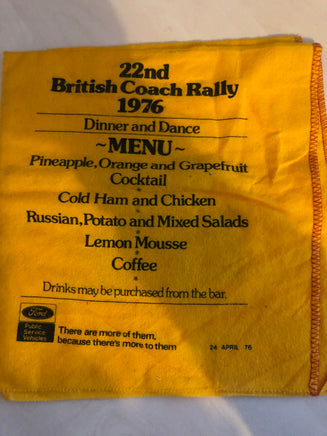 22nd
British Coach Rally
1976
Dinner and Dance
~MENU~
Pineapple, Orange and Grapefruit
Cocktail
*
Cold Ham and Chicken
*
Russian, Potato and Mixed Salads
*
Lemon Mousse
*
Coffee
*
Drinks may be purchased from the bar.
Ford
Public
Service
Vehicles
There are more of them,
because there's more to them
24 APRIL 76